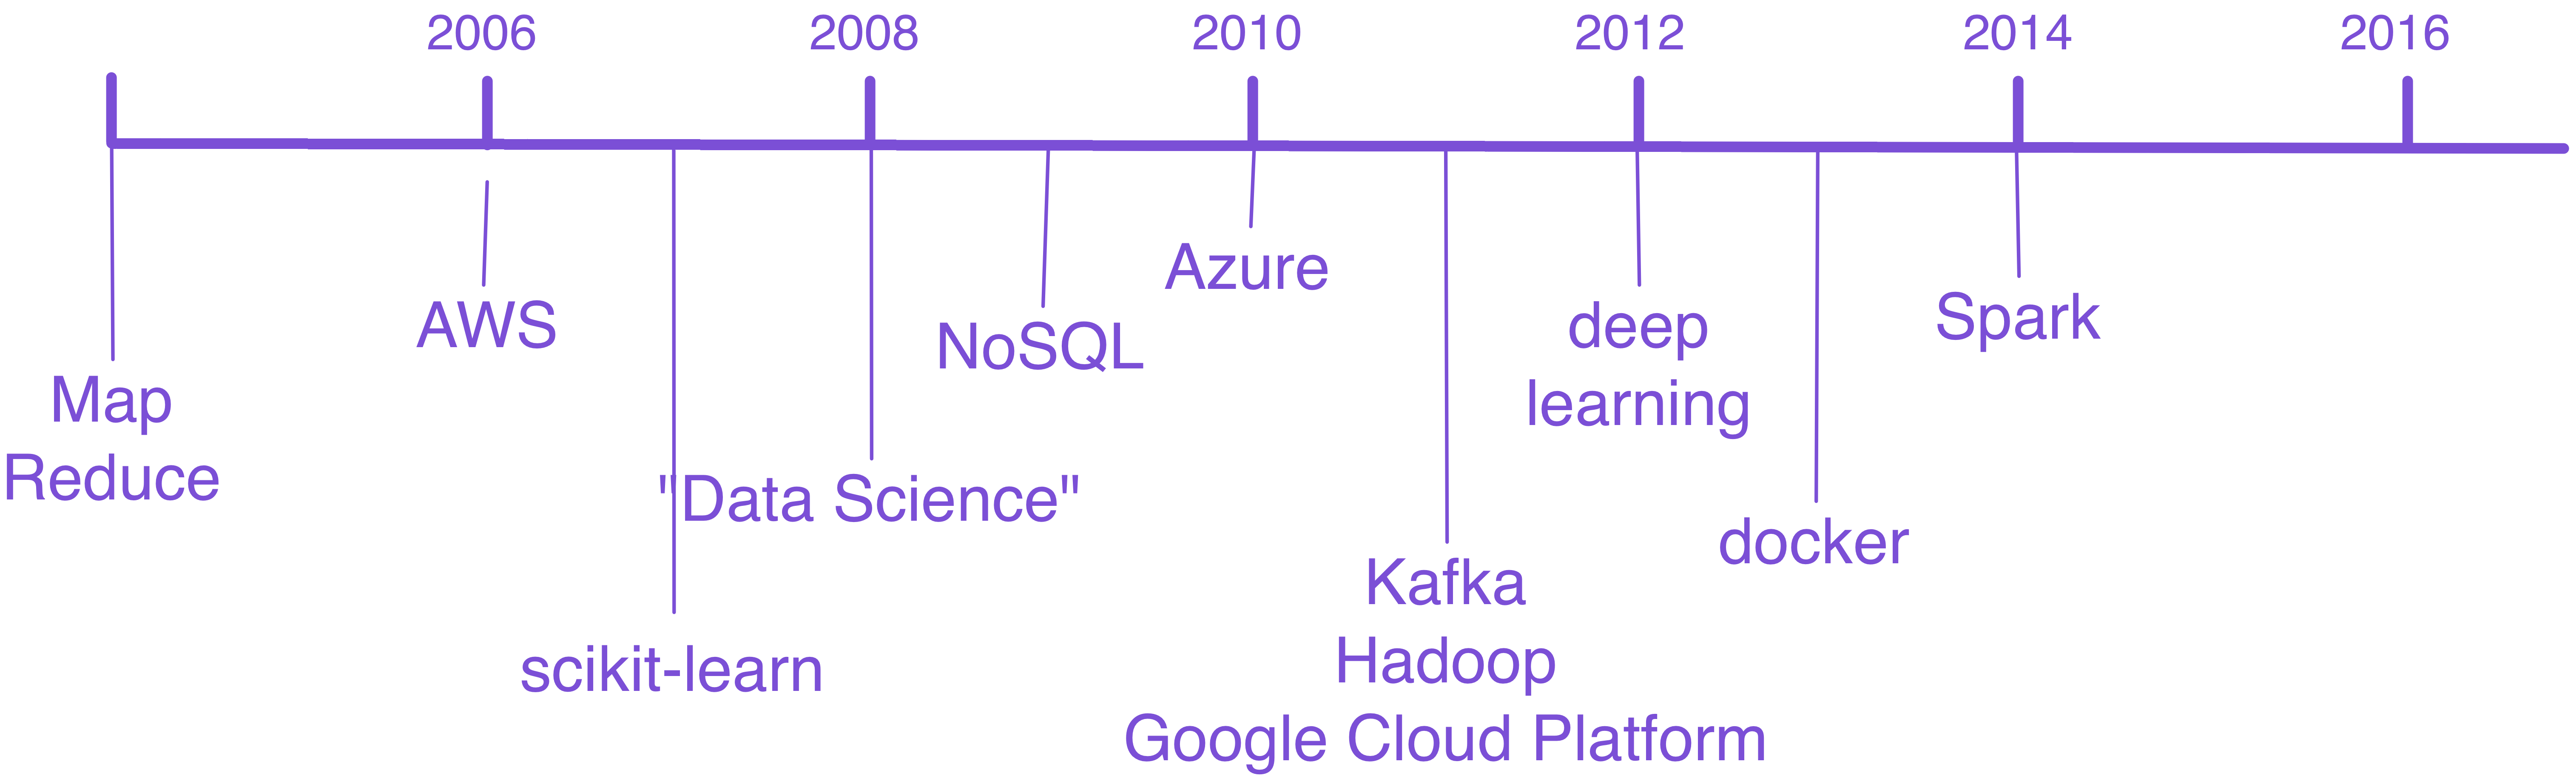 2006
2008
2010
2012
2014
2016
Map
Reduce
AWS
scikit-learn
"Data Science"
NoSQL
Azure
Kafka
Hadoop
Google Cloud Platform
deep
learning
docker
Spark